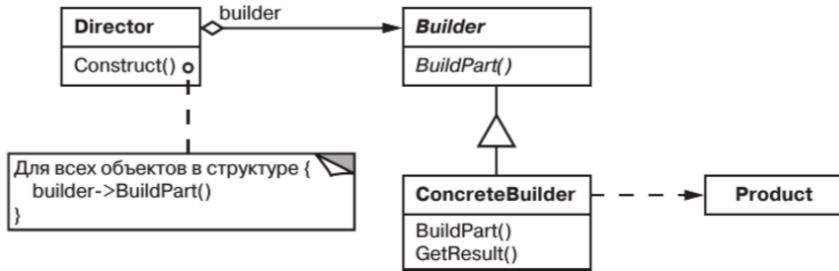 builder
Director
Construct()
Builder
BuildPart()
Для всех объектов в структуре {
builder->BuildPart()
}
ConcreteBuilder
BuildPart()
GetResult()
Product